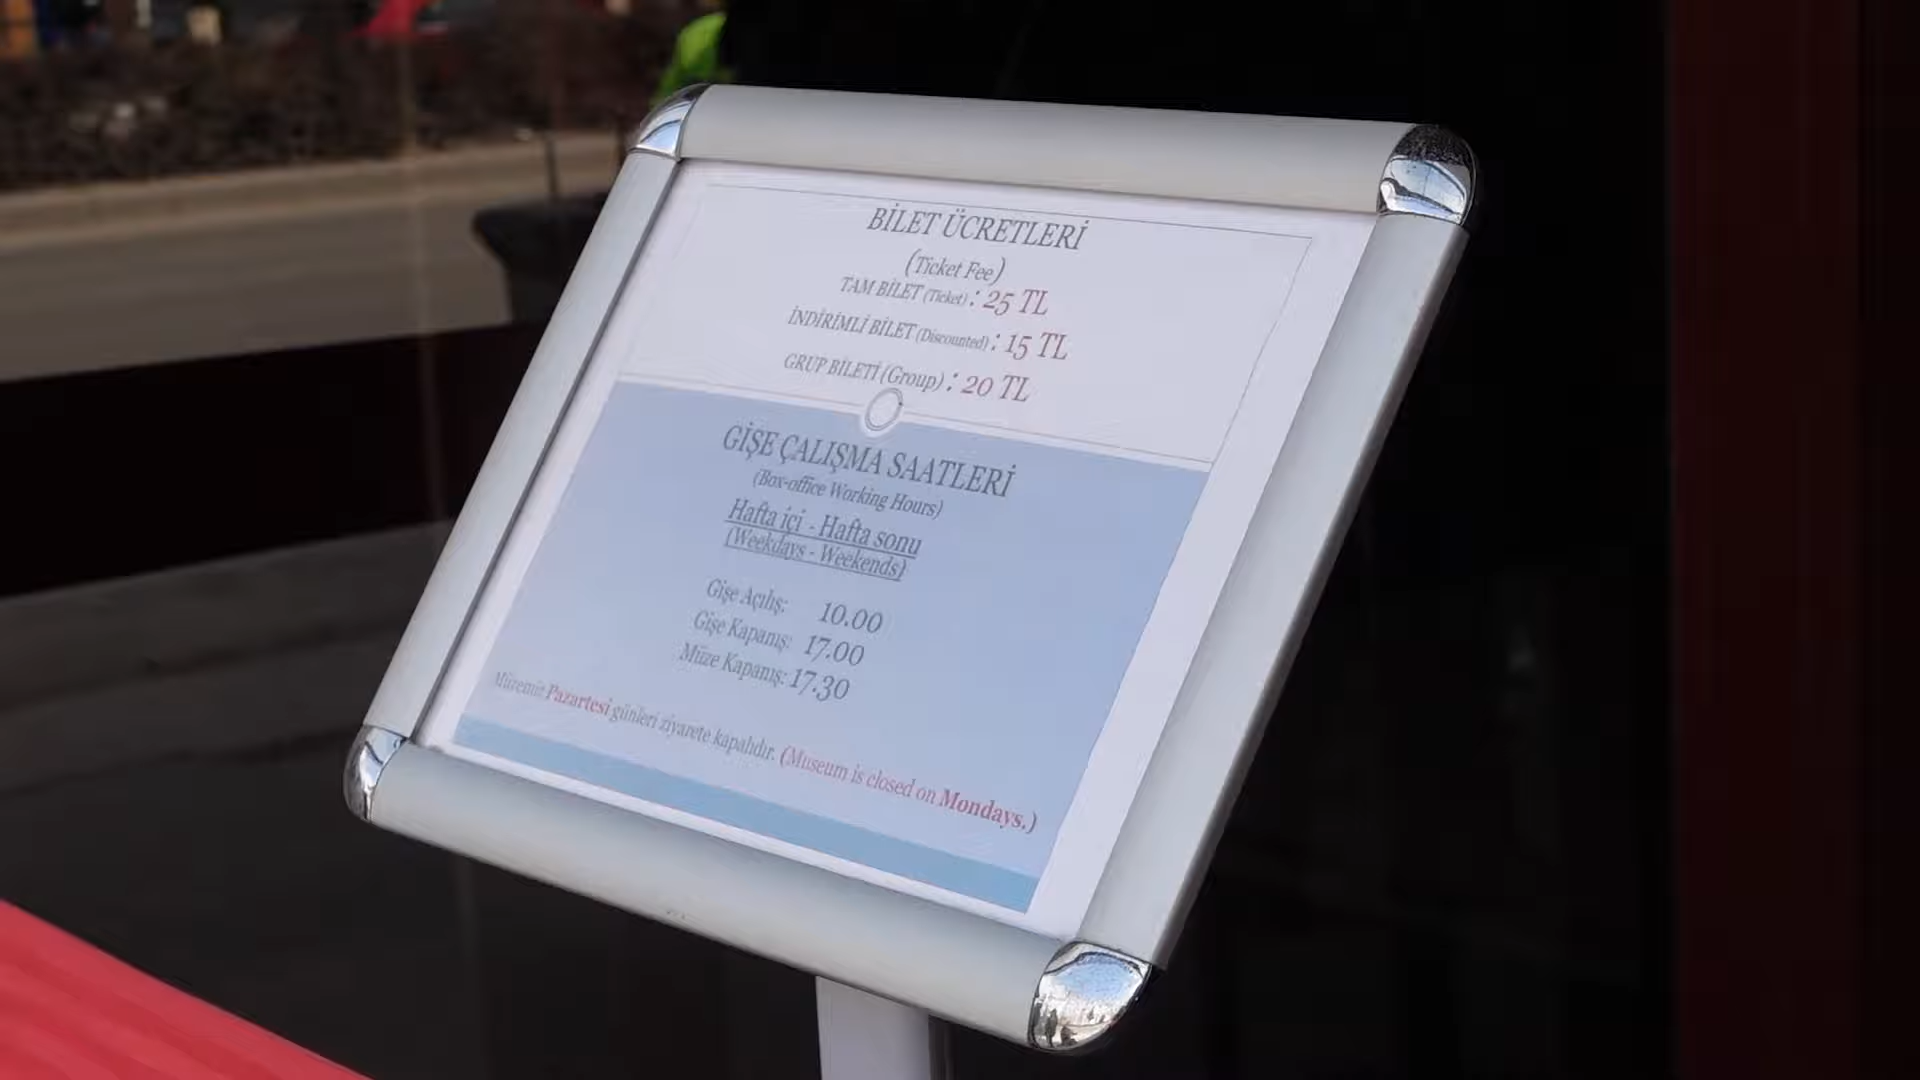 BİLET ÜCRETLERİ
(Ticket Fee)
TAM BİLET (Ticket) : 25 TL
İNDİRİMLİ BİLET (Discounted) : 15 TL
GRUP BİLETİ (Group) : 20 TL
GİŞE ÇALIŞMA SAATLERİ
(Box-office Working Hours)
Hafta içi - Hafta sonu
(Weekdays - Weekends)
Gişe Açılış: 10.00
Gişe Kapanış: 17.00
Müze Kapanış: 17.30
Müzemiz Pazartesi günleri ziyarete kapalıdır. (Museum is closed on Mondays.)